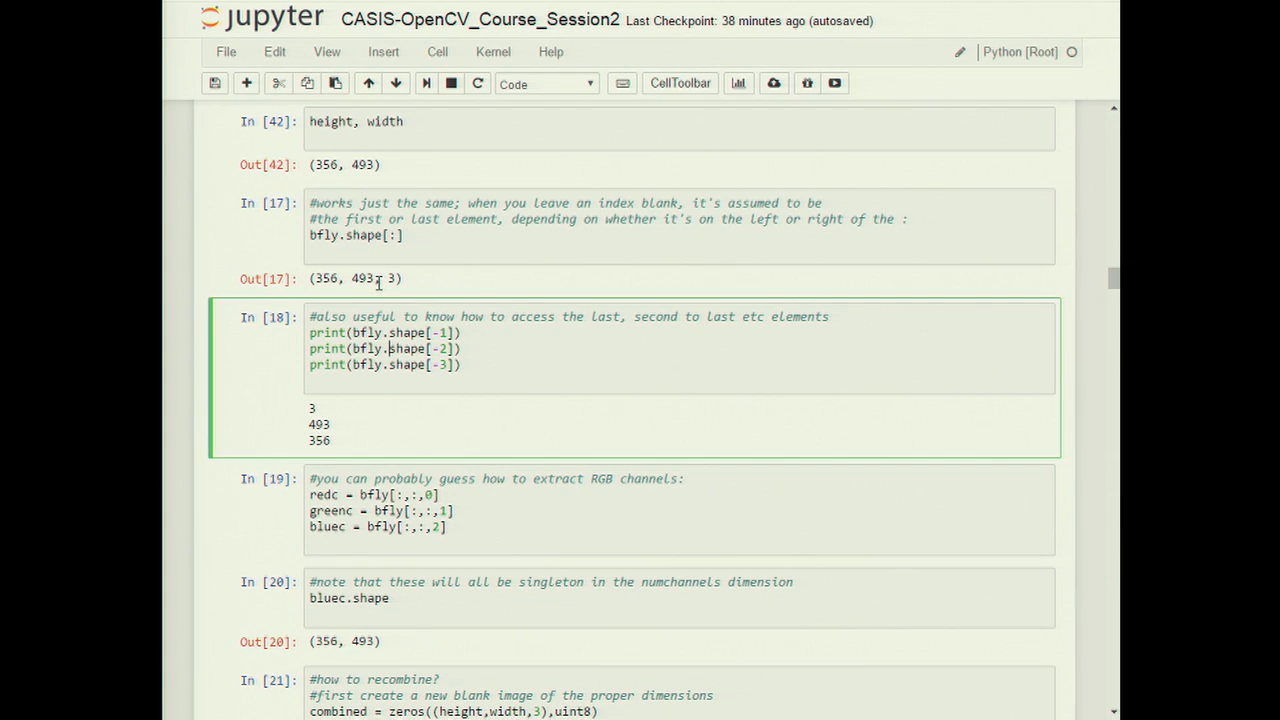 jupyter CASIS-OpenCV_Course_Session2 Last Checkpoint: 38 minutes ago (autosaved)
File Edit View Insert Cell Kernel Help Python [Root]
Code CellToolbar
In [42]: height, width
Out[42]: (356, 493)
In [17]: #works just the same; when you leave an index blank, it's assumed to be
#the first or last element, depending on whether it's on the left or right of the :
bfly.shape[:]
Out[17]: (356, 493, 3)
In [18]: #also useful to know how to access the last, second to last etc elements
print(bfly.shape[-1])
print(bfly.shape[-2])
print(bfly.shape[-3])
3
493
356
In [19]: #you can probably guess how to extract RGB channels:
redc = bfly[:,:,0]
greenc = bfly[:,:,1]
bluec = bfly[:,:,2]
In [20]: #note that these will all be singleton in the numchannels dimension
bluec.shape
Out[20]: (356, 493)
In [21]: #how to recombine?
#first create a new blank image of the proper dimensions
combined = zeros((height,width,3),uint8)